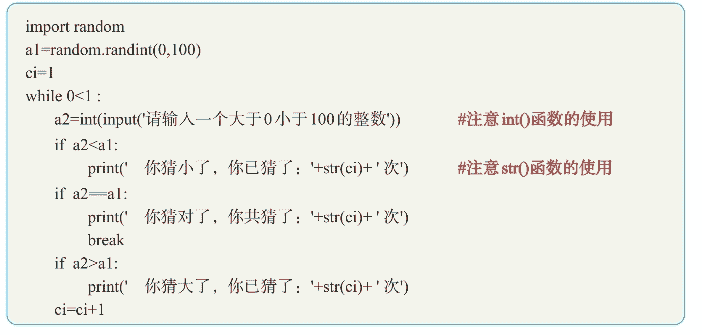 import random
a1=random.randint(0,100)
ci=1
while 0<1 :
a2=int(input('请输入一个大于0小于100的整数')) #注意int()函数的使用
if a2<a1:
print(' 你猜小了，你已猜了：'+str(ci)+ ' 次') #注意str()函数的使用
if a2==a1:
print(' 你猜对了，你共猜了：'+str(ci)+ ' 次')
break
if a2>a1:
print(' 你猜大了，你已猜了：'+str(ci)+ ' 次')
ci=ci+1